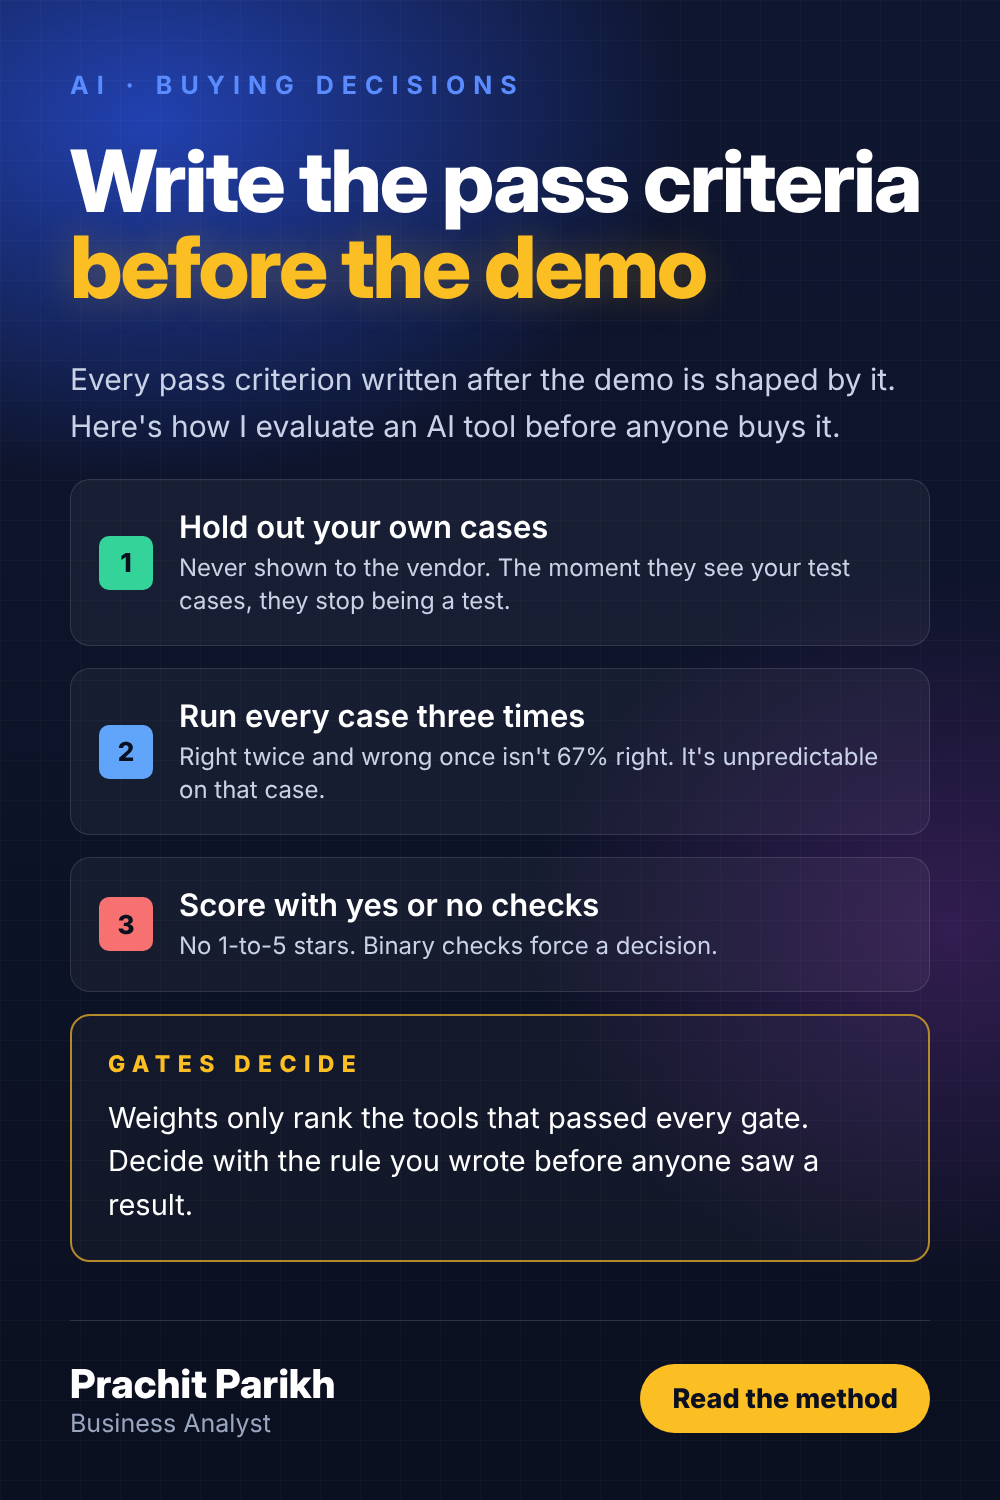 AI · BUYING DECISIONS
Write the pass criteria
before the demo
Every pass criterion written after the demo is shaped by it.
Here's how I evaluate an AI tool before anyone buys it.
1
Hold out your own cases
Never shown to the vendor. The moment they see your test
cases, they stop being a test.
2
Run every case three times
Right twice and wrong once isn't 67% right. It's unpredictable
on that case.
3
Score with yes or no checks
No 1-to-5 stars. Binary checks force a decision.
GATES DECIDE
Weights only rank the tools that passed every gate.
Decide with the rule you wrote before anyone saw a
result.
Prachit Parikh
Business Analyst
Read the method